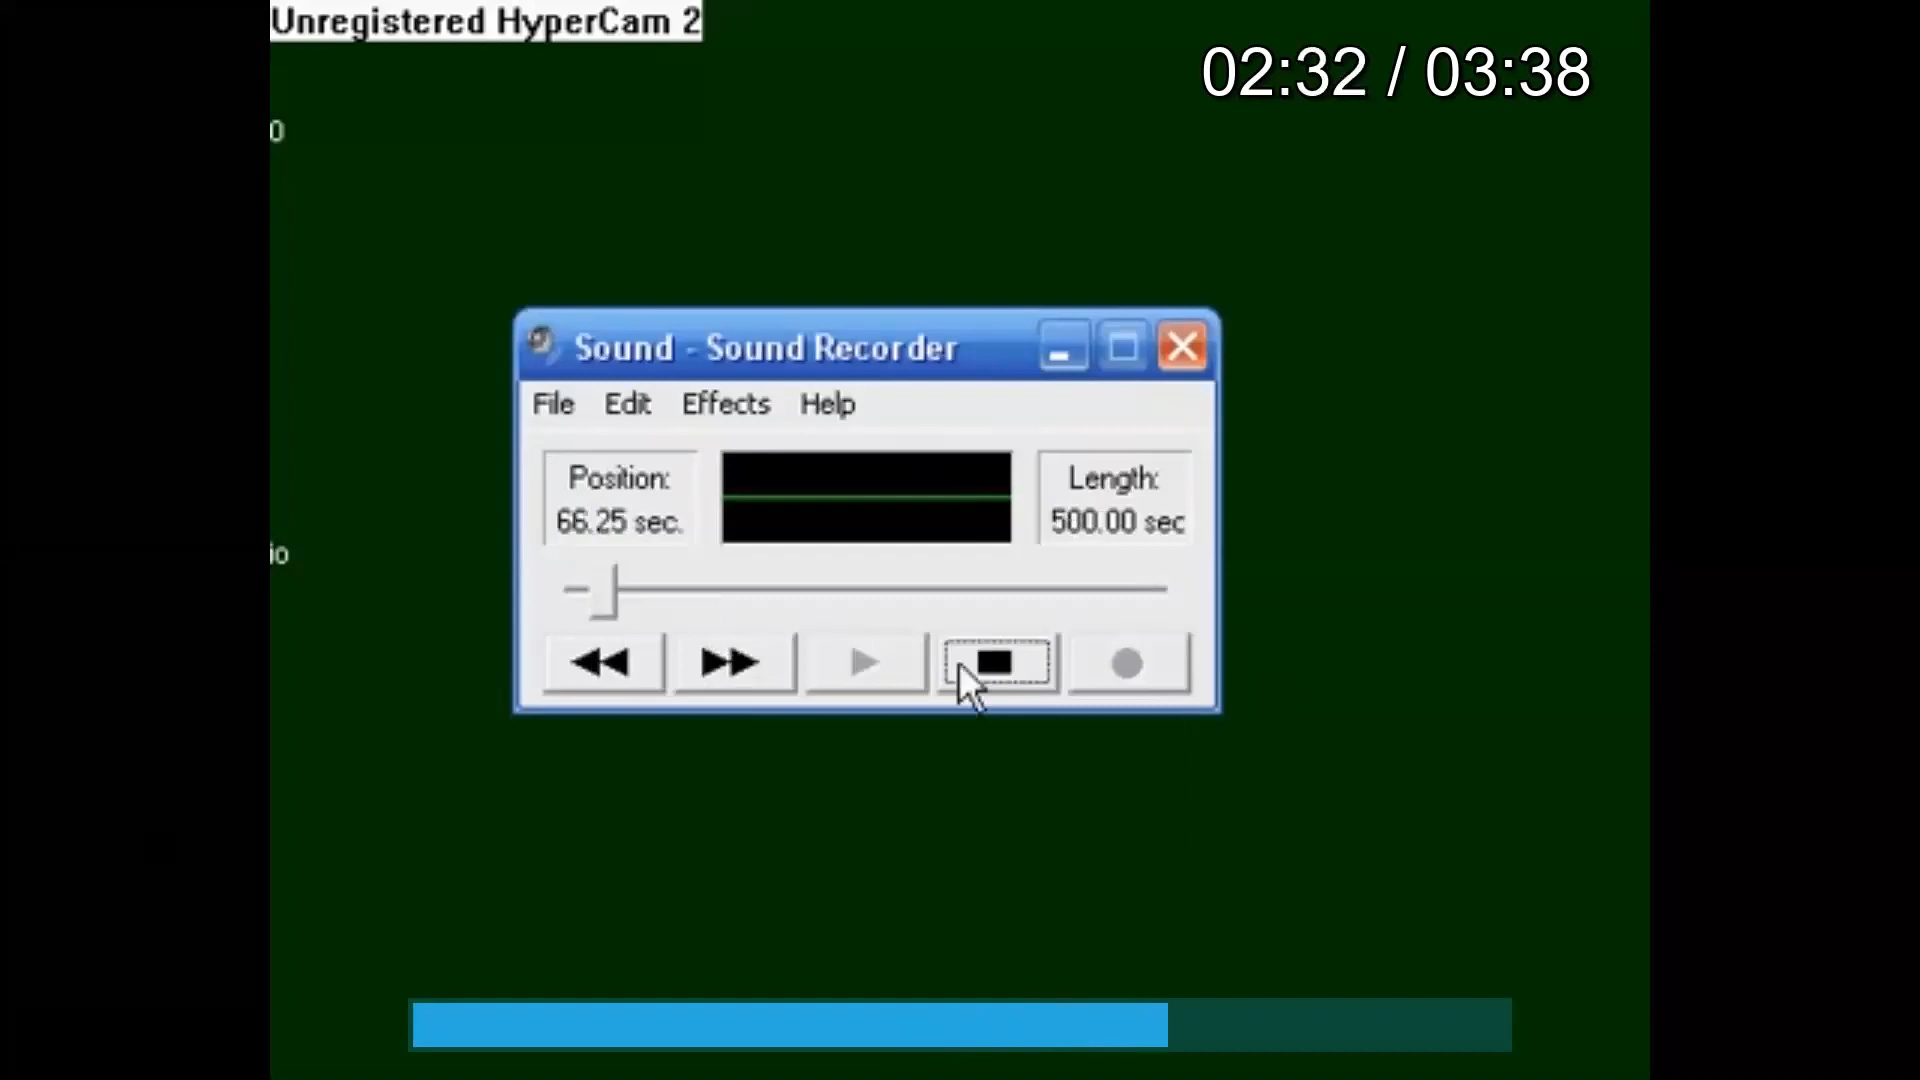 Unregistered HyperCam 2
02:32 / 03:38
0
io
Sound - Sound Recorder
File Edit Effects Help
Position:
66.25 sec.
Length:
500.00 sec